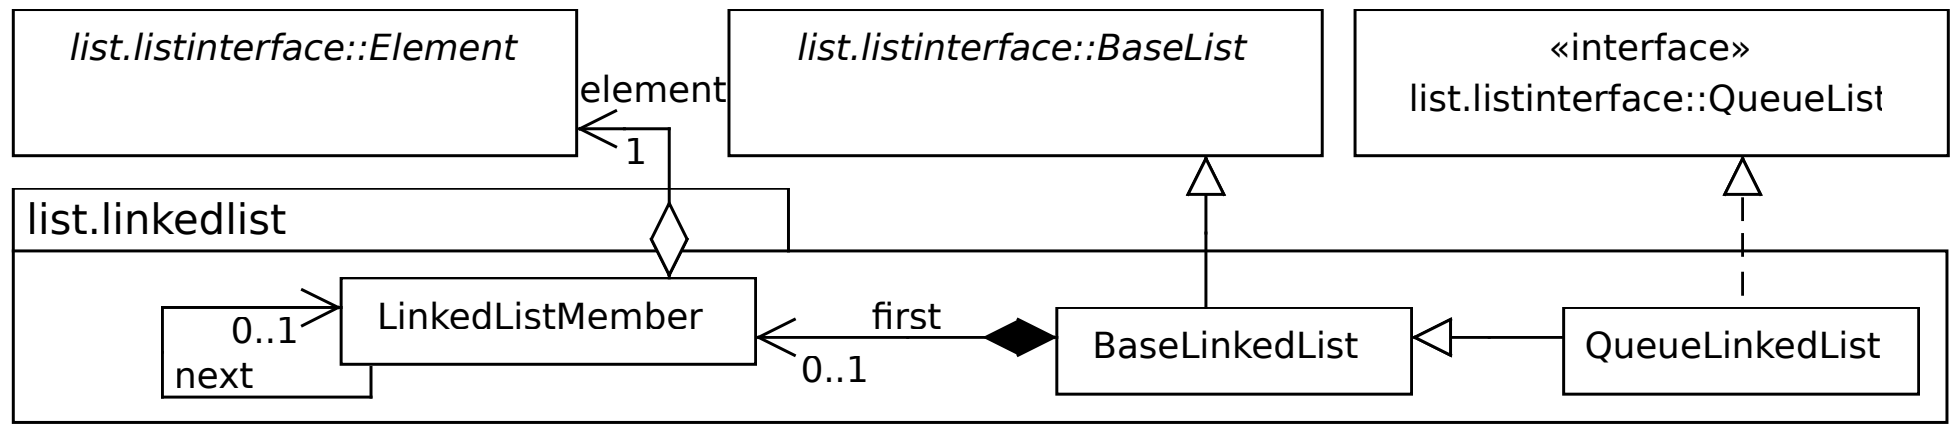 list.listinterface::Element
list.listinterface::BaseList
«interface»
list.listinterface::QueueList
element
1
list.linkedlist
LinkedListMember
0..1
next
first
0..1
BaseLinkedList
QueueLinkedList